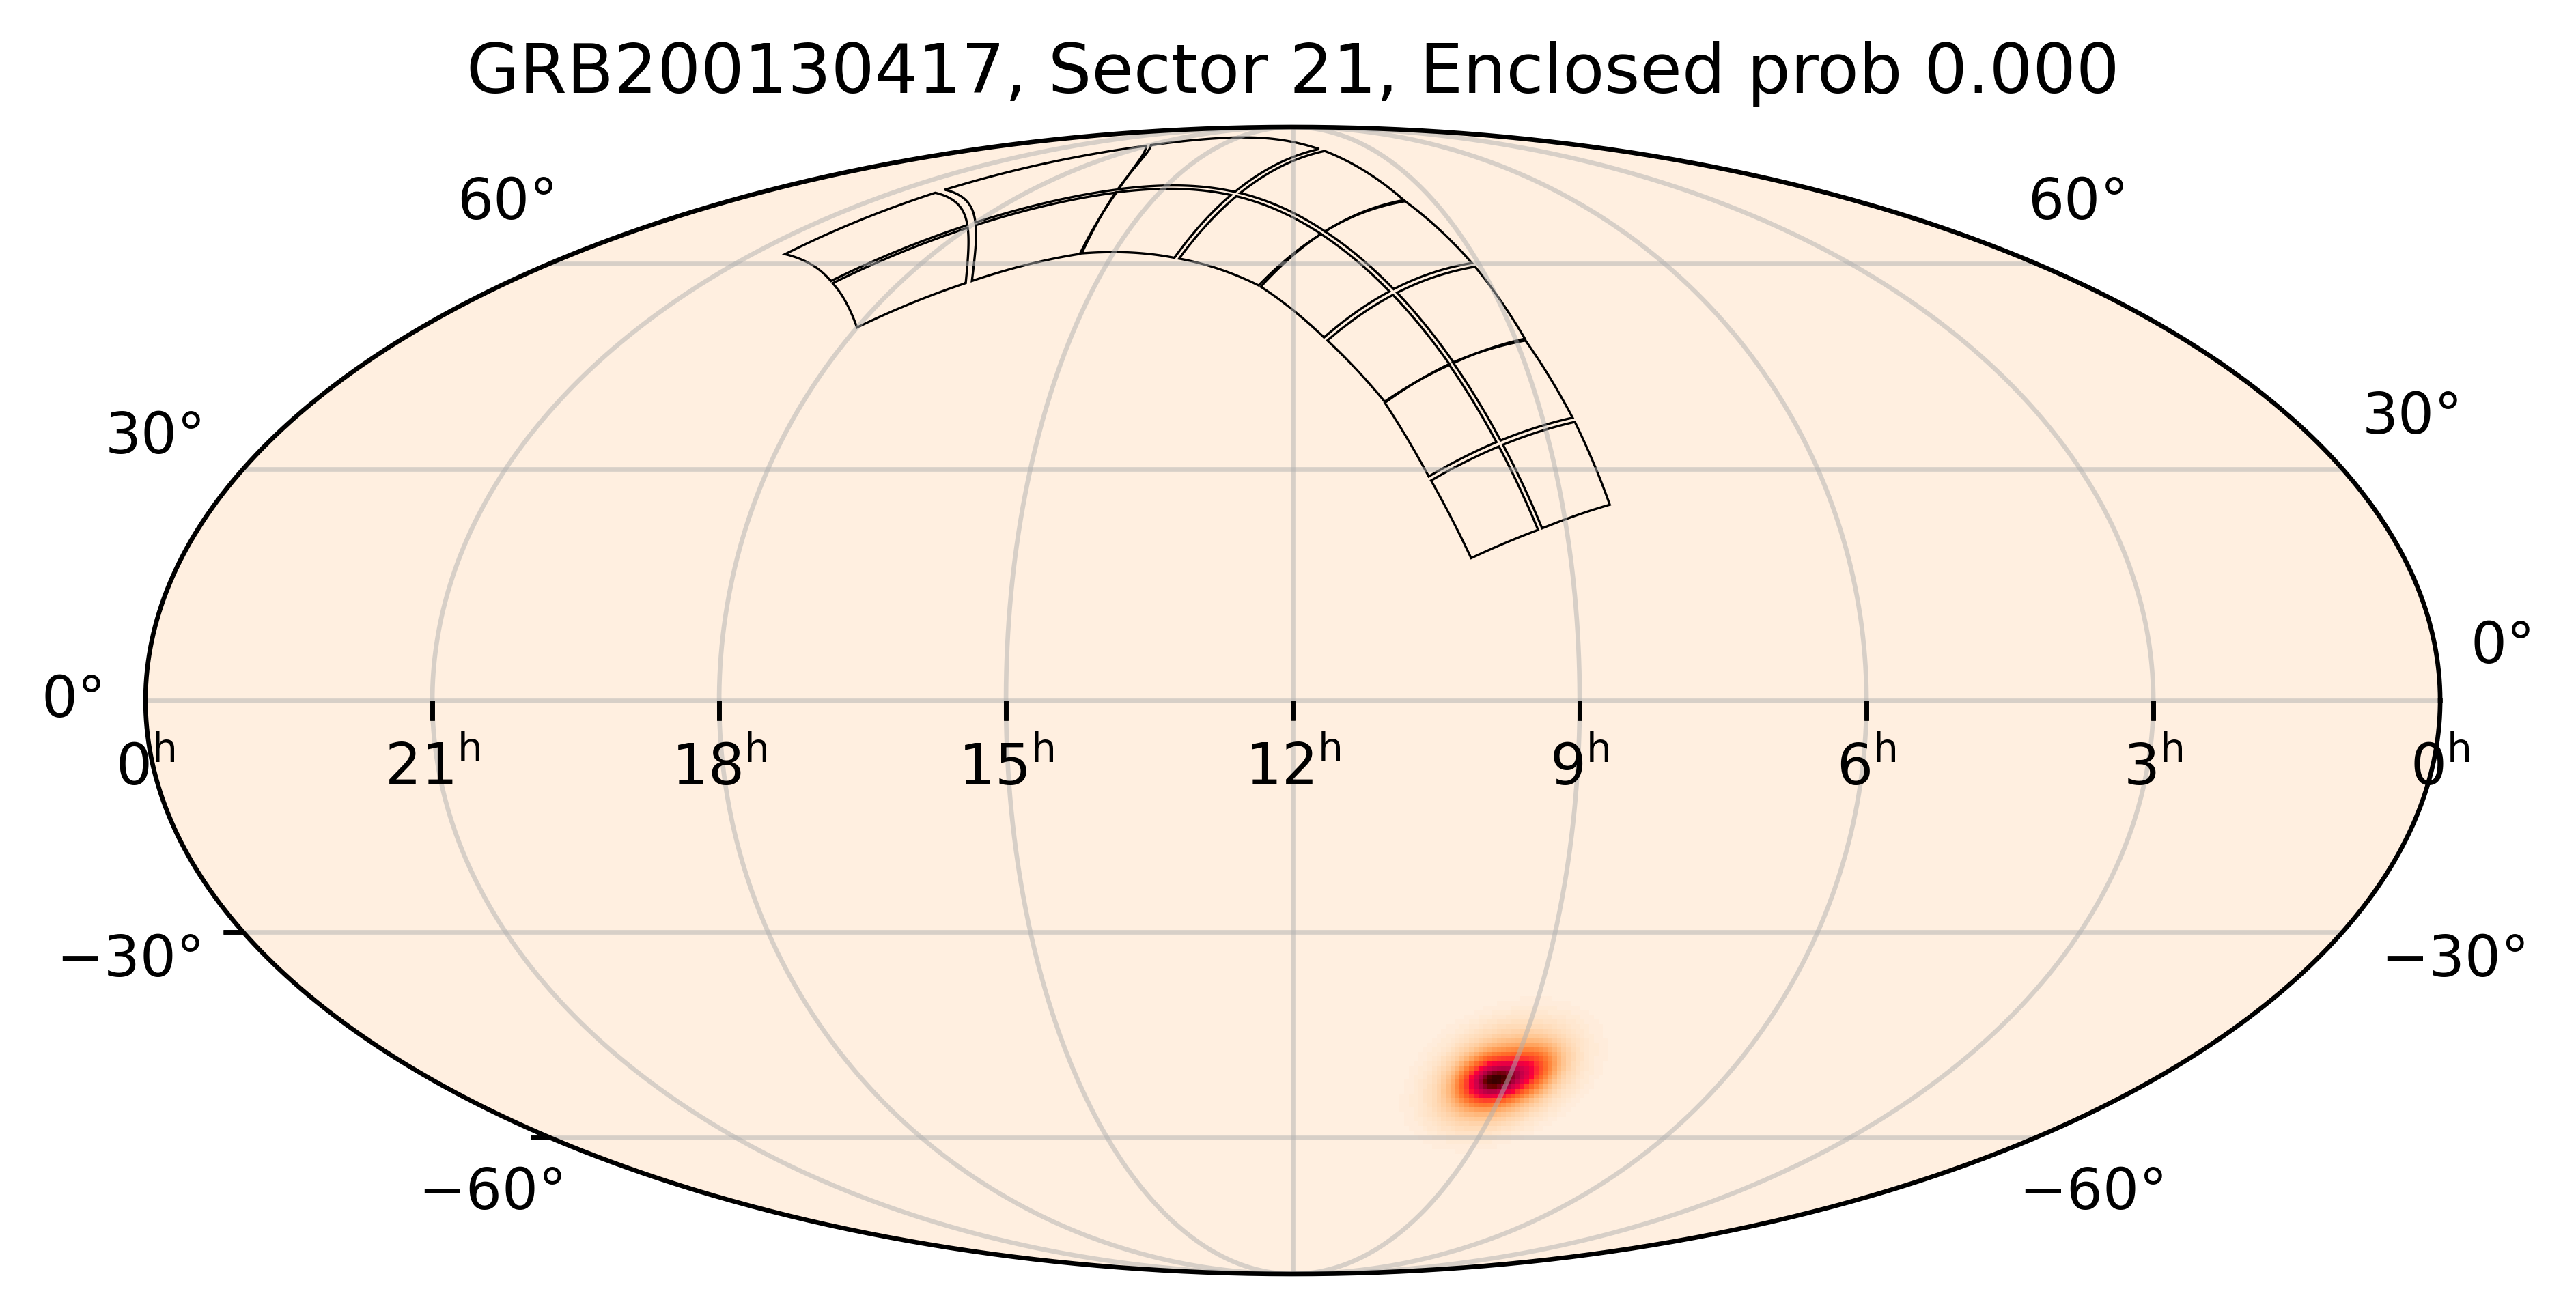 GRB200130417, Sector 21, Enclosed prob 0.000
60° 60°
30° 30°
0° 0°
0h 21h 18h 15h 12h 9h 6h 3h 0h
−30° −30°
−60° −60°